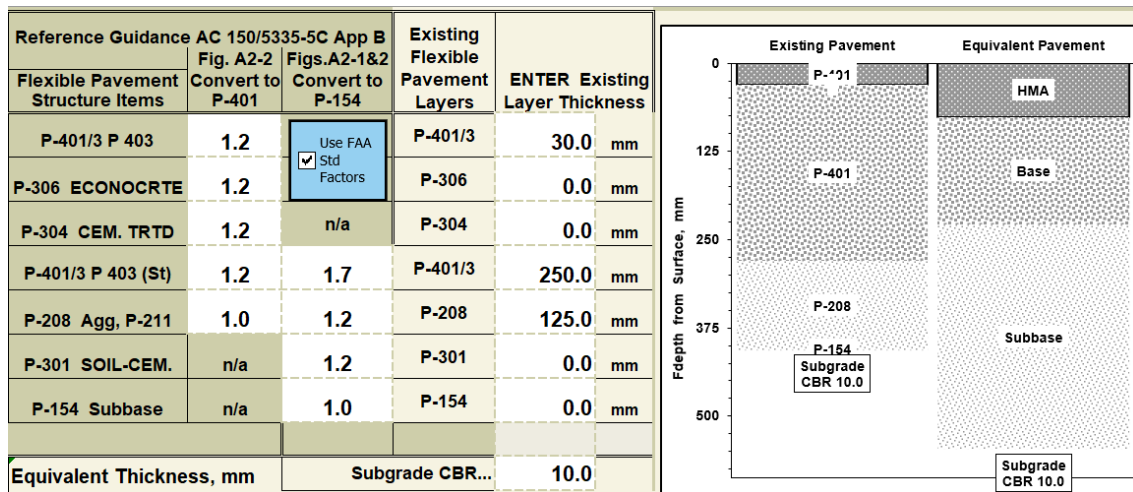 Reference Guidance AC 150/5335-5C App B
Fig. A2-2 Convert to P-401
Figs.A2-1&2 Convert to P-154
Flexible Pavement Structure Items
Existing Flexible Pavement Layers
ENTER Existing Layer Thickness
P-401/3 P 403 1.2 P-401/3 30.0 mm
Use FAA Std Factors
P-306 ECONOCRTE 1.2 P-306 0.0 mm
P-304 CEM. TRTD 1.2 n/a P-304 0.0 mm
P-401/3 P 403 (St) 1.2 1.7 P-401/3 250.0 mm
P-208 Agg, P-211 1.0 1.2 P-208 125.0 mm
P-301 SOIL-CEM. n/a 1.2 P-301 0.0 mm
P-154 Subbase n/a 1.0 P-154 0.0 mm
Equivalent Thickness, mm Subgrade CBR... 10.0
Existing Pavement Equivalent Pavement
Fdepth from Surface, mm
0
125
250
375
500
P-401
P-401
P-208
P-154
Subgrade
CBR 10.0
HMA
Base
Subbase
Subgrade
CBR 10.0